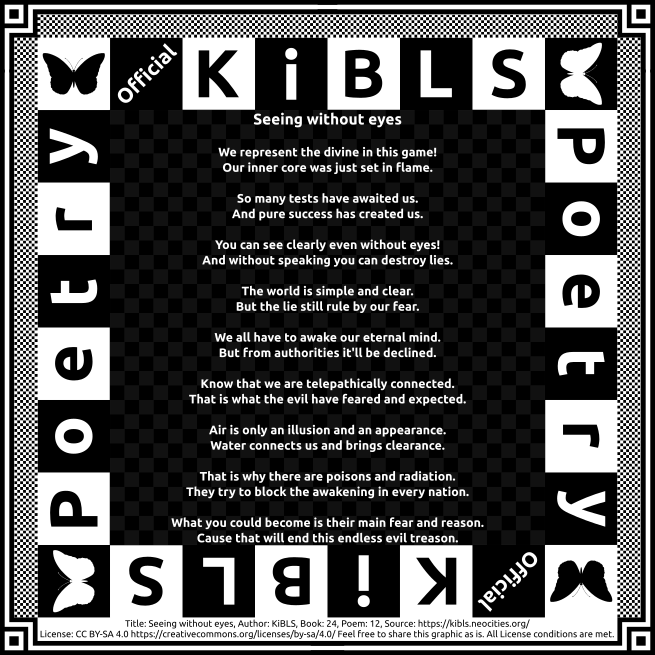 Official KiBLS
Poetry
Poetry
Seeing without eyes
We represent the divine in this game!
Our inner core was just set in flame.
So many tests have awaited us.
And pure success has created us.
You can see clearly even without eyes!
And without speaking you can destroy lies.
The world is simple and clear.
But the lie still rule by our fear.
We all have to awake our eternal mind.
But from authorities it'll be declined.
Know that we are telepathically connected.
That is what the evil have feared and expected.
Air is only an illusion and an appearance.
Water connects us and brings clearance.
That is why there are poisons and radiation.
They try to block the awakening in every nation.
What you could become is their main fear and reason.
Cause that will end this endless evil treason.
Official KiBLS
Title: Seeing without eyes, Author: KiBLS, Book: 24, Poem: 12, Source: https://kibls.neocities.org/
License: CC BY-SA 4.0 https://creativecommons.org/licenses/by-sa/4.0/ Feel free to share this graphic as is. All License conditions are met.